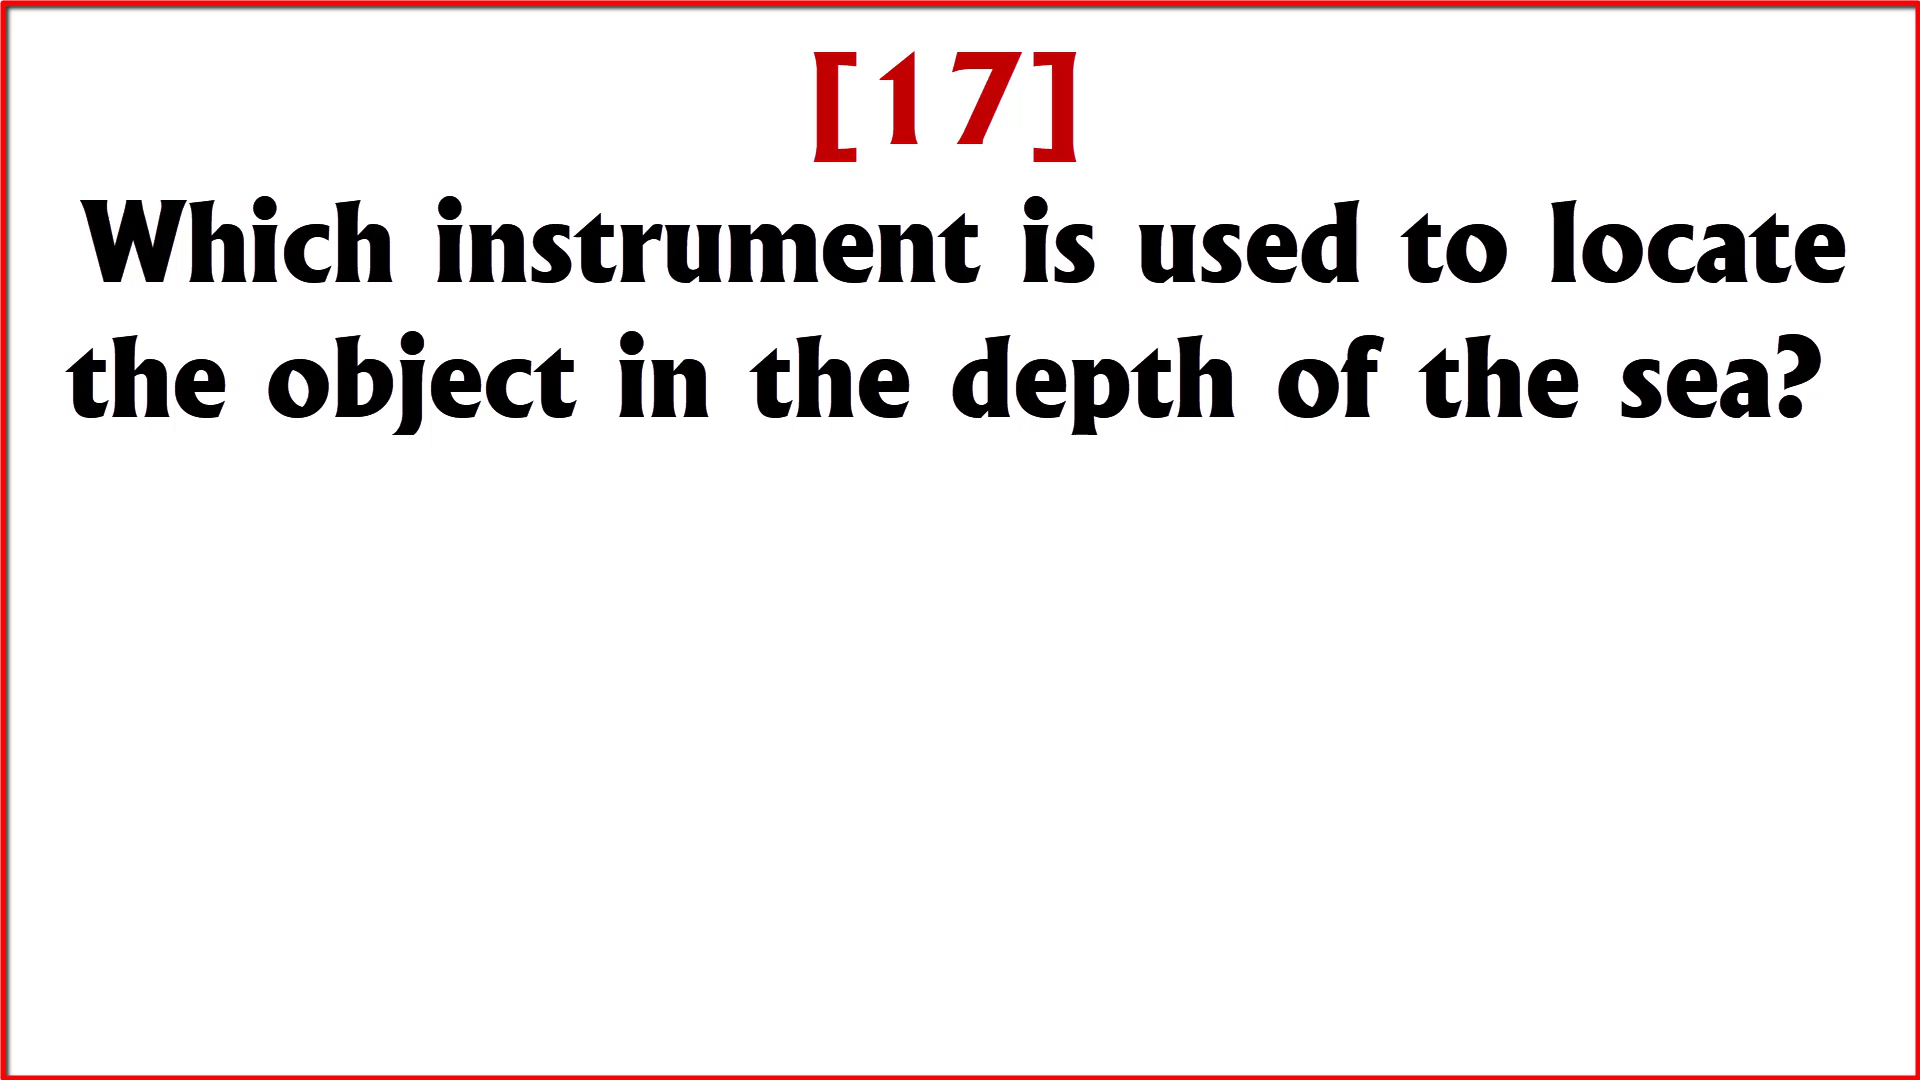 [17]
Which instrument is used to locate
the object in the depth of the sea?